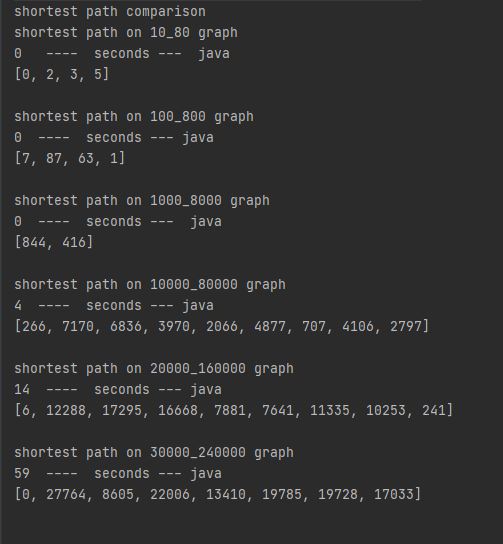 shortest path comparison
shortest path on 10_80 graph
0   ----  seconds ---  java
[0, 2, 3, 5]
shortest path on 100_800 graph
0  ----  seconds --- java
[7, 87, 63, 1]
shortest path on 1000_8000 graph
0  ----  seconds ---  java
[844, 416]
shortest path on 10000_80000 graph
4  ----  seconds --- java
[266, 7170, 6836, 3970, 2066, 4877, 707, 4106, 2797]
shortest path on 20000_160000 graph
14  ----  seconds --- java
[6, 12288, 17295, 16668, 7881, 7641, 11335, 10253, 241]
shortest path on 30000_240000 graph
59  ----  seconds --- java
[0, 27764, 8605, 22006, 13410, 19785, 19728, 17033]